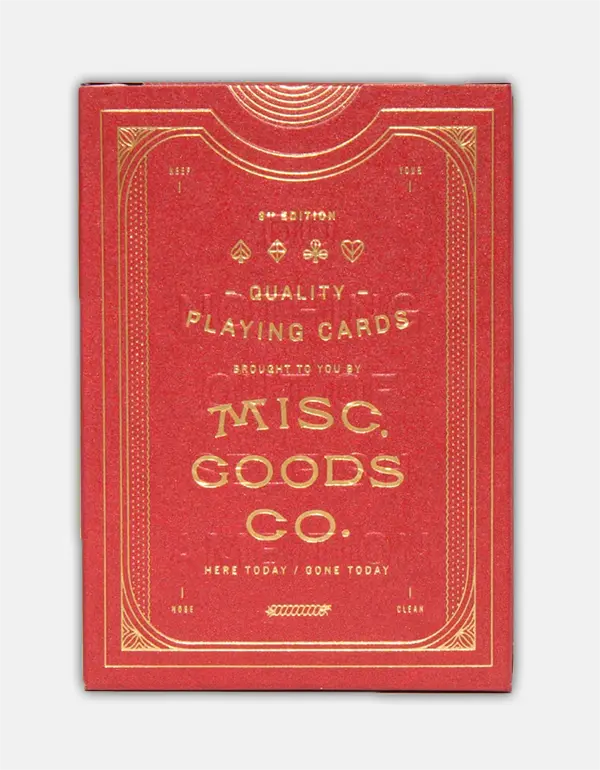 KEEP YOUR
EDITION
– QUALITY –
PLAYING CARDS
BROUGHT TO YOU BY
MISC.
GOODS
CO.
HERE TODAY / GONE TODAY
NOSE CLEAN